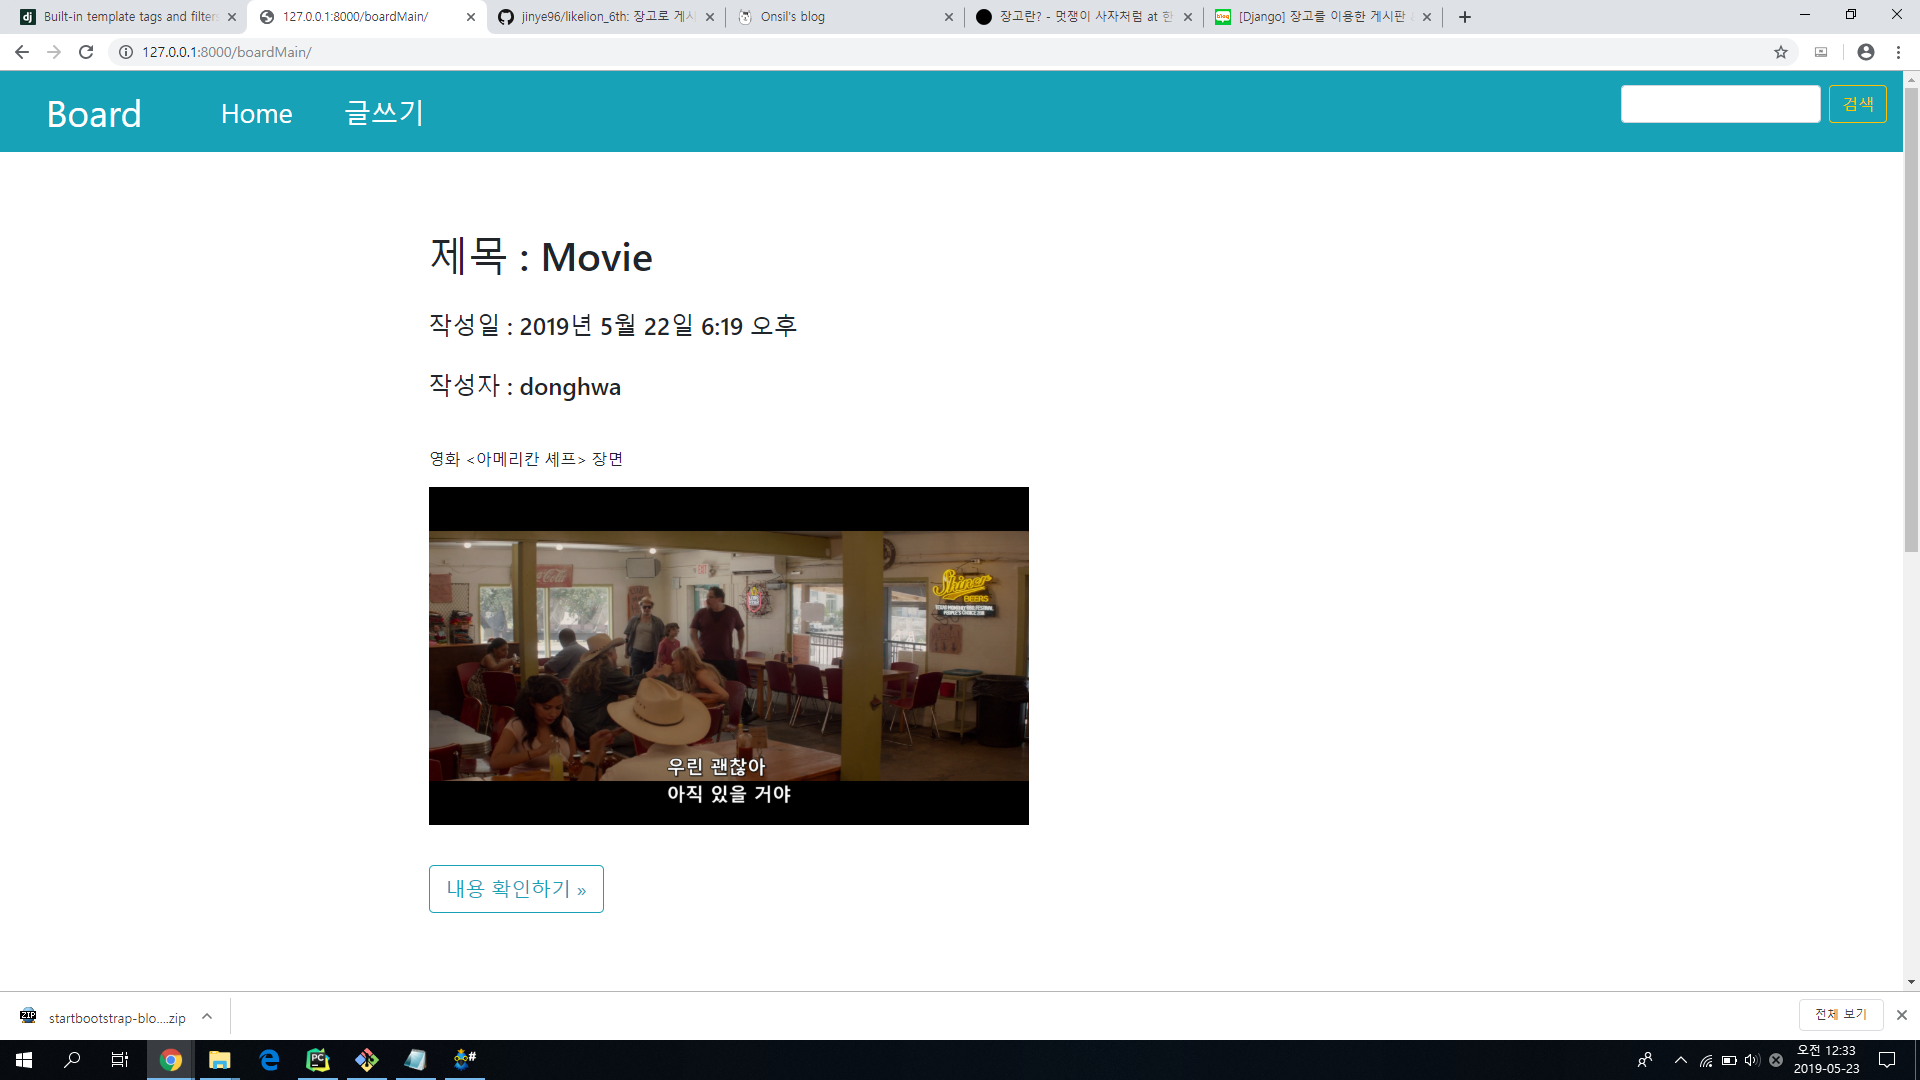 Built-in template tags and filter
127.0.0.1:8000/boardMain/
jinye96/likelion_6th: 장고로 게시
Onsil's blog
장고란? - 멋쟁이 사자처럼 at 한
[Django] 장고를 이용한 게시판
127.0.0.1:8000/boardMain/
Board
Home
글쓰기
검색
제목 : Movie
작성일 : 2019년 5월 22일 6:19 오후
작성자 : donghwa
영화 <아메리칸 셰프> 장면
Coca-Cola
EXIT
Shiner
BEERS
우린 괜찮아
아직 있을 거야
내용 확인하기 »
startbootstrap-blo....zip
전체 보기
오전 12:33
2019-05-23